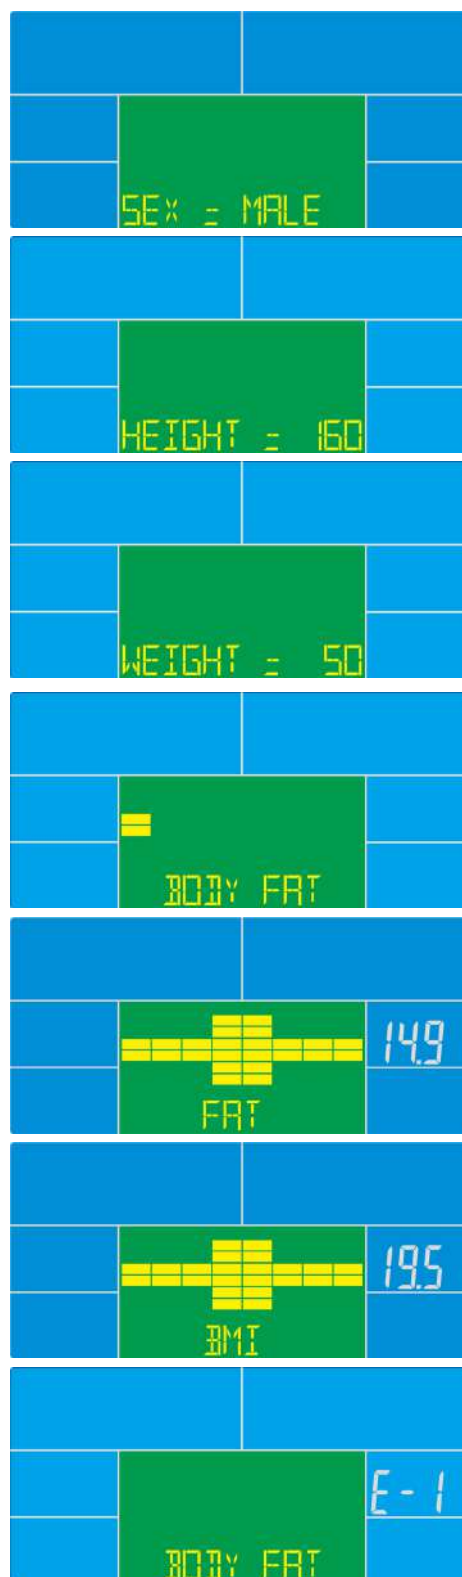 SEX = MALE
HEIGHT = 160
WEIGHT = 50
BODY FAT
14.9
FAT
19.5
BMI
E-1
BODY FAT